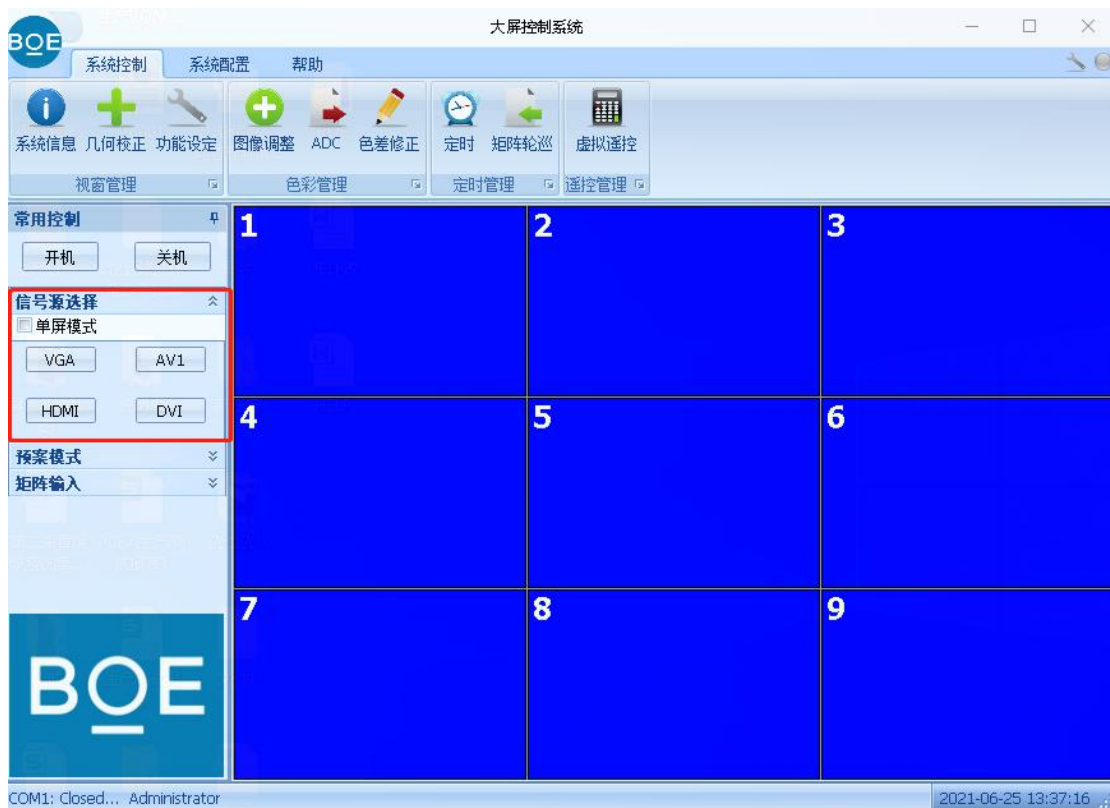 大屏控制系统
BOE
系统控制 系统配置 帮助
系统信息 几何校正 功能设定 图像调整 ADC 色差修正 定时 矩阵轮巡 虚拟遥控
视窗管理 色彩管理 定时管理 遥控管理
常用控制
开机 关机
信号源选择
单屏模式
VGA AV1
HDMI DVI
预案模式
矩阵输入
BOE
1 2 3
4 5 6
7 8 9
COM1: Closed... Administrator 2021-06-25 13:37:16